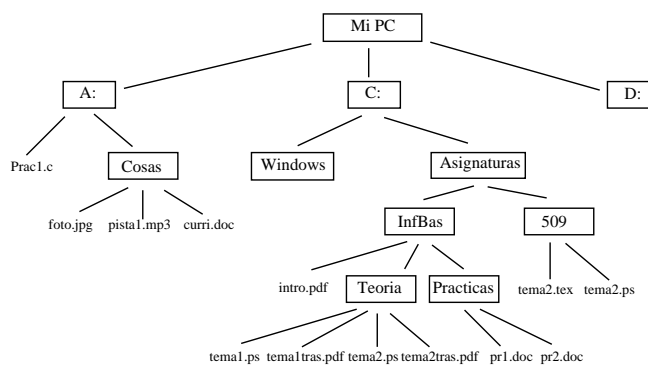 Mi PC
A:
C:
D:
Prac1.c
Cosas
Windows
Asignaturas
foto.jpg pista1.mp3 curri.doc
InfBas
509
intro.pdf
Teoria
Practicas
tema2.tex tema2.ps
tema1.ps tema1tras.pdf tema2.ps tema2tras.pdf pr1.doc pr2.doc